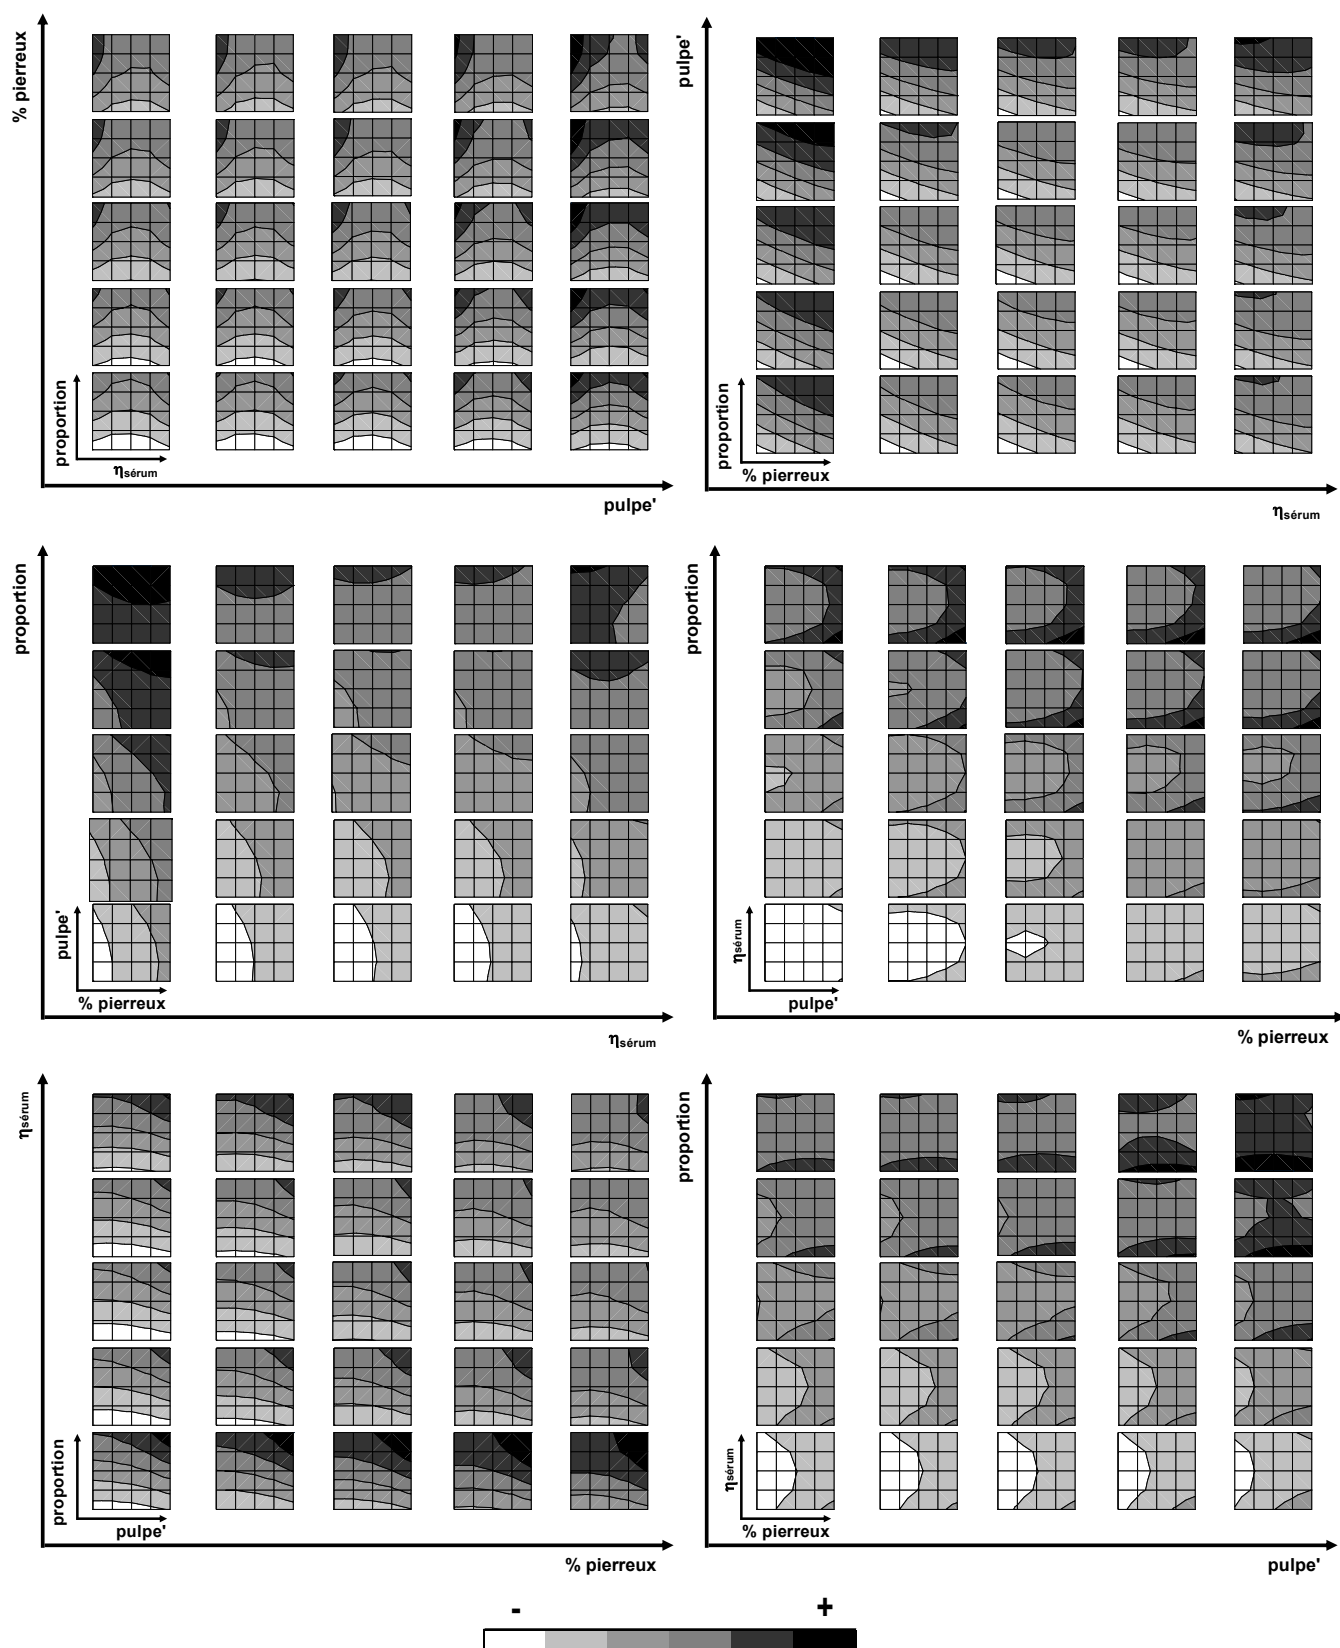 % pierreux
proportion
ηsérum
pulpe'
pulpe'
proportion
% pierreux
ηsérum
proportion
pulpe'
% pierreux
ηsérum
proportion
ηsérum
pulpe'
% pierreux
ηsérum
proportion
pulpe'
% pierreux
proportion
ηsérum
% pierreux
pulpe'
- +